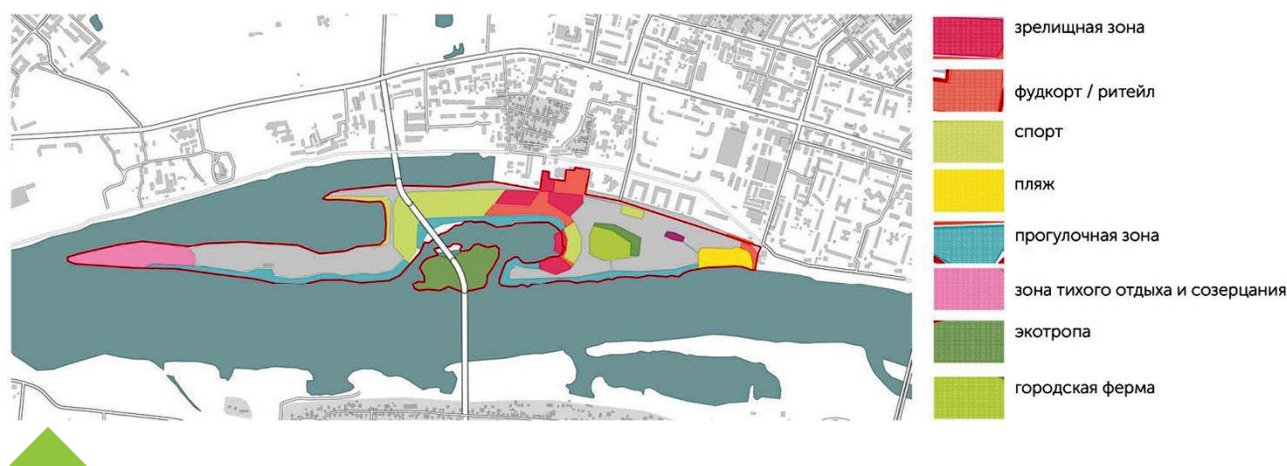 зрелищная зона
фудкорт / ритейл
спорт
пляж
прогулочная зона
зона тихого отдыха и созерцания
экотропа
городская ферма